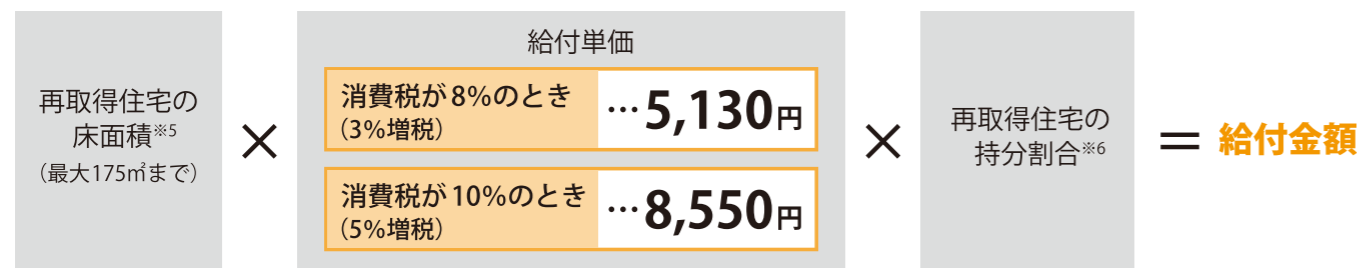 再取得住宅の
床面積※5
（最大175㎡まで）
×
給付単価
消費税が8%のとき
（3%増税）
…5,130円
消費税が10%のとき
（5%増税）
…8,550円
×
再取得住宅の
持分割合※6
＝
給付金額